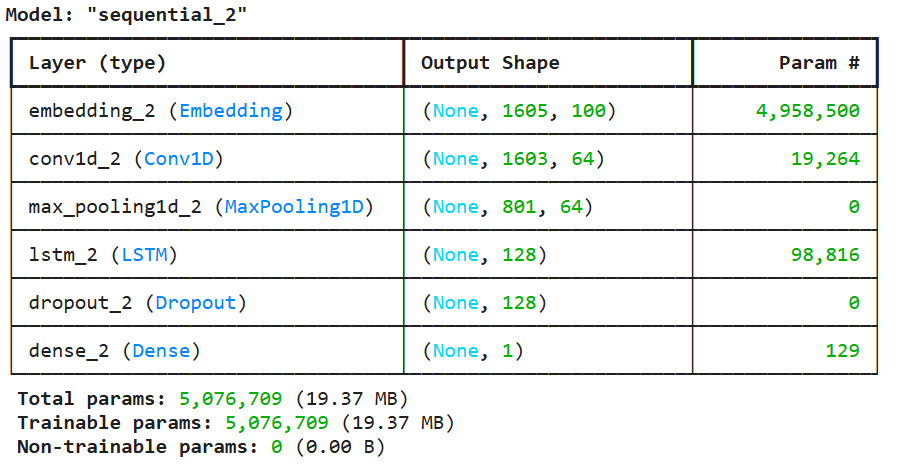 Model: "sequential_2"
Layer (type) Output Shape Param #
embedding_2 (Embedding) (None, 1605, 100) 4,958,500
conv1d_2 (Conv1D) (None, 1603, 64) 19,264
max_pooling1d_2 (MaxPooling1D) (None, 801, 64) 0
lstm_2 (LSTM) (None, 128) 98,816
dropout_2 (Dropout) (None, 128) 0
dense_2 (Dense) (None, 1) 129
Total params: 5,076,709 (19.37 MB)
Trainable params: 5,076,709 (19.37 MB)
Non-trainable params: 0 (0.00 B)